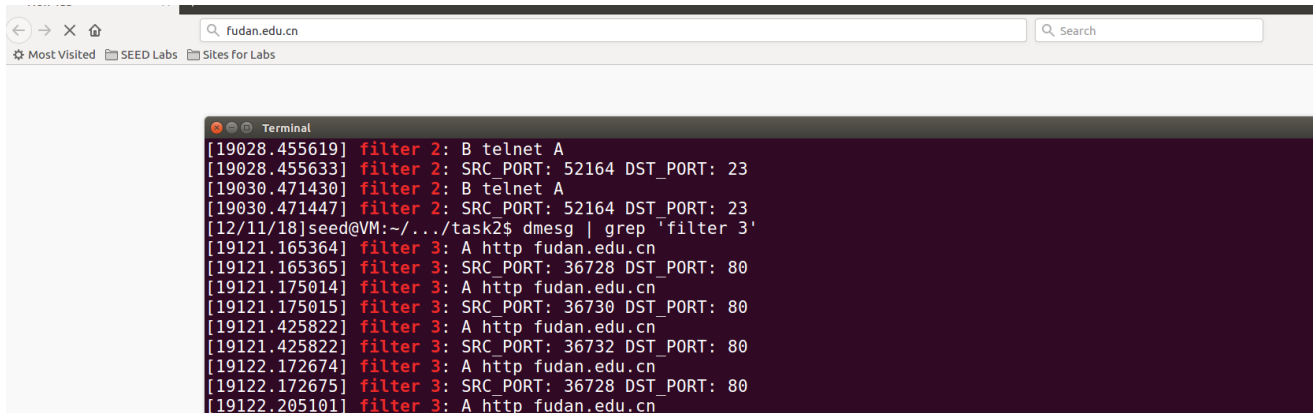 fudan.edu.cn
Search
Most Visited SEED Labs Sites for Labs
Terminal
[19028.455619] filter 2: B telnet A
[19028.455633] filter 2: SRC_PORT: 52164 DST_PORT: 23
[19030.471430] filter 2: B telnet A
[19030.471447] filter 2: SRC_PORT: 52164 DST_PORT: 23
[12/11/18]seed@VM:~/.../task2$ dmesg | grep 'filter 3'
[19121.165364] filter 3: A http fudan.edu.cn
[19121.165365] filter 3: SRC_PORT: 36728 DST_PORT: 80
[19121.175014] filter 3: A http fudan.edu.cn
[19121.175015] filter 3: SRC_PORT: 36730 DST_PORT: 80
[19121.425822] filter 3: A http fudan.edu.cn
[19121.425822] filter 3: SRC_PORT: 36732 DST_PORT: 80
[19122.172674] filter 3: A http fudan.edu.cn
[19122.172675] filter 3: SRC_PORT: 36728 DST_PORT: 80
[19122.205101] filter 3: A http fudan.edu.cn